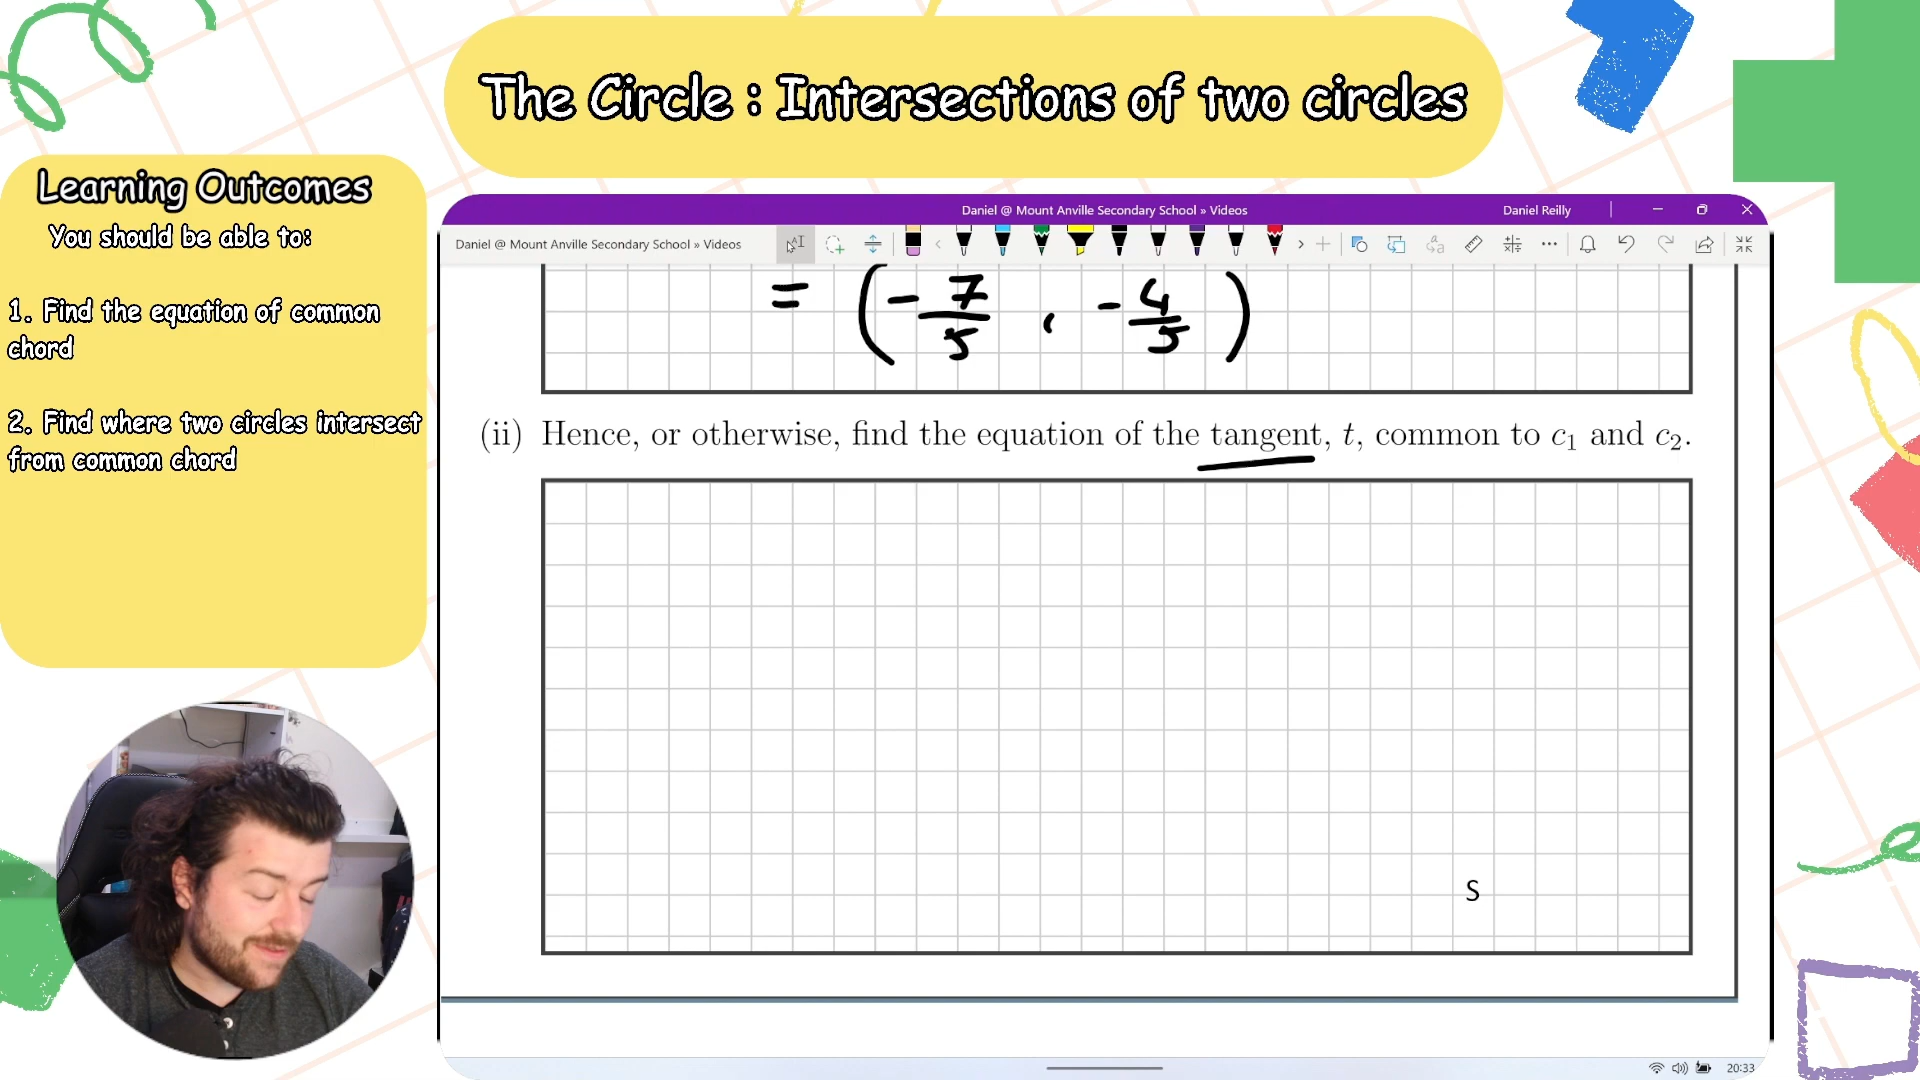 The Circle : Intersections of two circles
Learning Outcomes
You should be able to:
1. Find the equation of common
chord
2. Find where two circles intersect
from common chord
Daniel @ Mount Anville Secondary School » Videos
Daniel Reilly
Daniel @ Mount Anville Secondary School » Videos
= (-7/5 , -4/5)
(ii) Hence, or otherwise, find the equation of the tangent, t, common to c₁ and c₂.
S
20:33